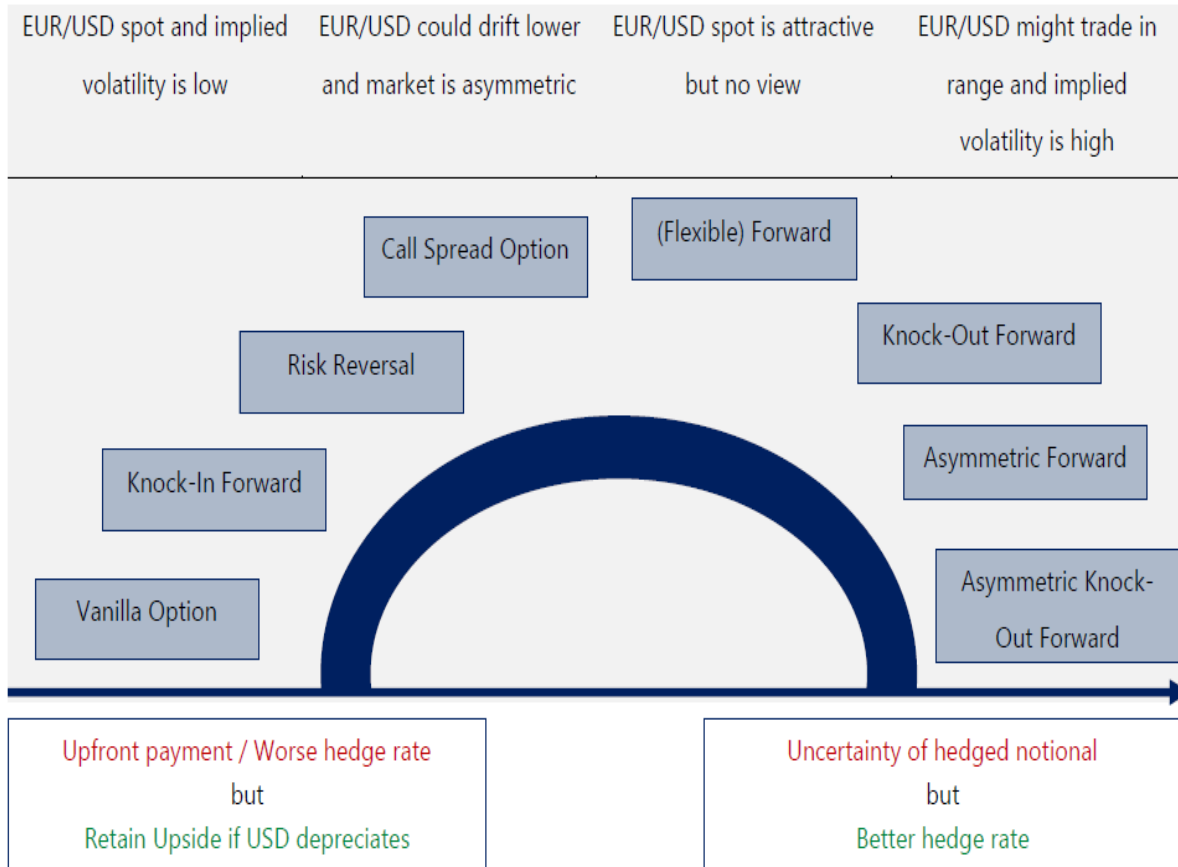 EUR/USD spot and implied
volatility is low
EUR/USD could drift lower
and market is asymmetric
EUR/USD spot is attractive
but no view
EUR/USD might trade in
range and implied
volatility is high
Call Spread Option
(Flexible) Forward
Risk Reversal
Knock-Out Forward
Knock-In Forward
Asymmetric Forward
Vanilla Option
Asymmetric Knock-
Out Forward
Upfront payment / Worse hedge rate
but
Retain Upside if USD depreciates
Uncertainty of hedged notional
but
Better hedge rate